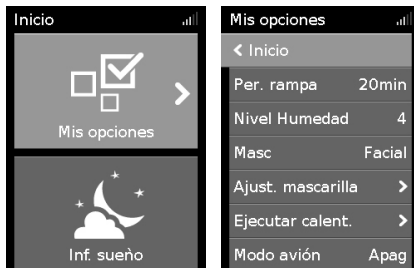 Inicio
Mis opciones
Inf. sueño
Mis opciones
Inicio
Per. rampa 20min
Nivel Humedad 4
Masc Facial
Ajust. mascarilla
Ejecutar calent.
Modo avión Apag